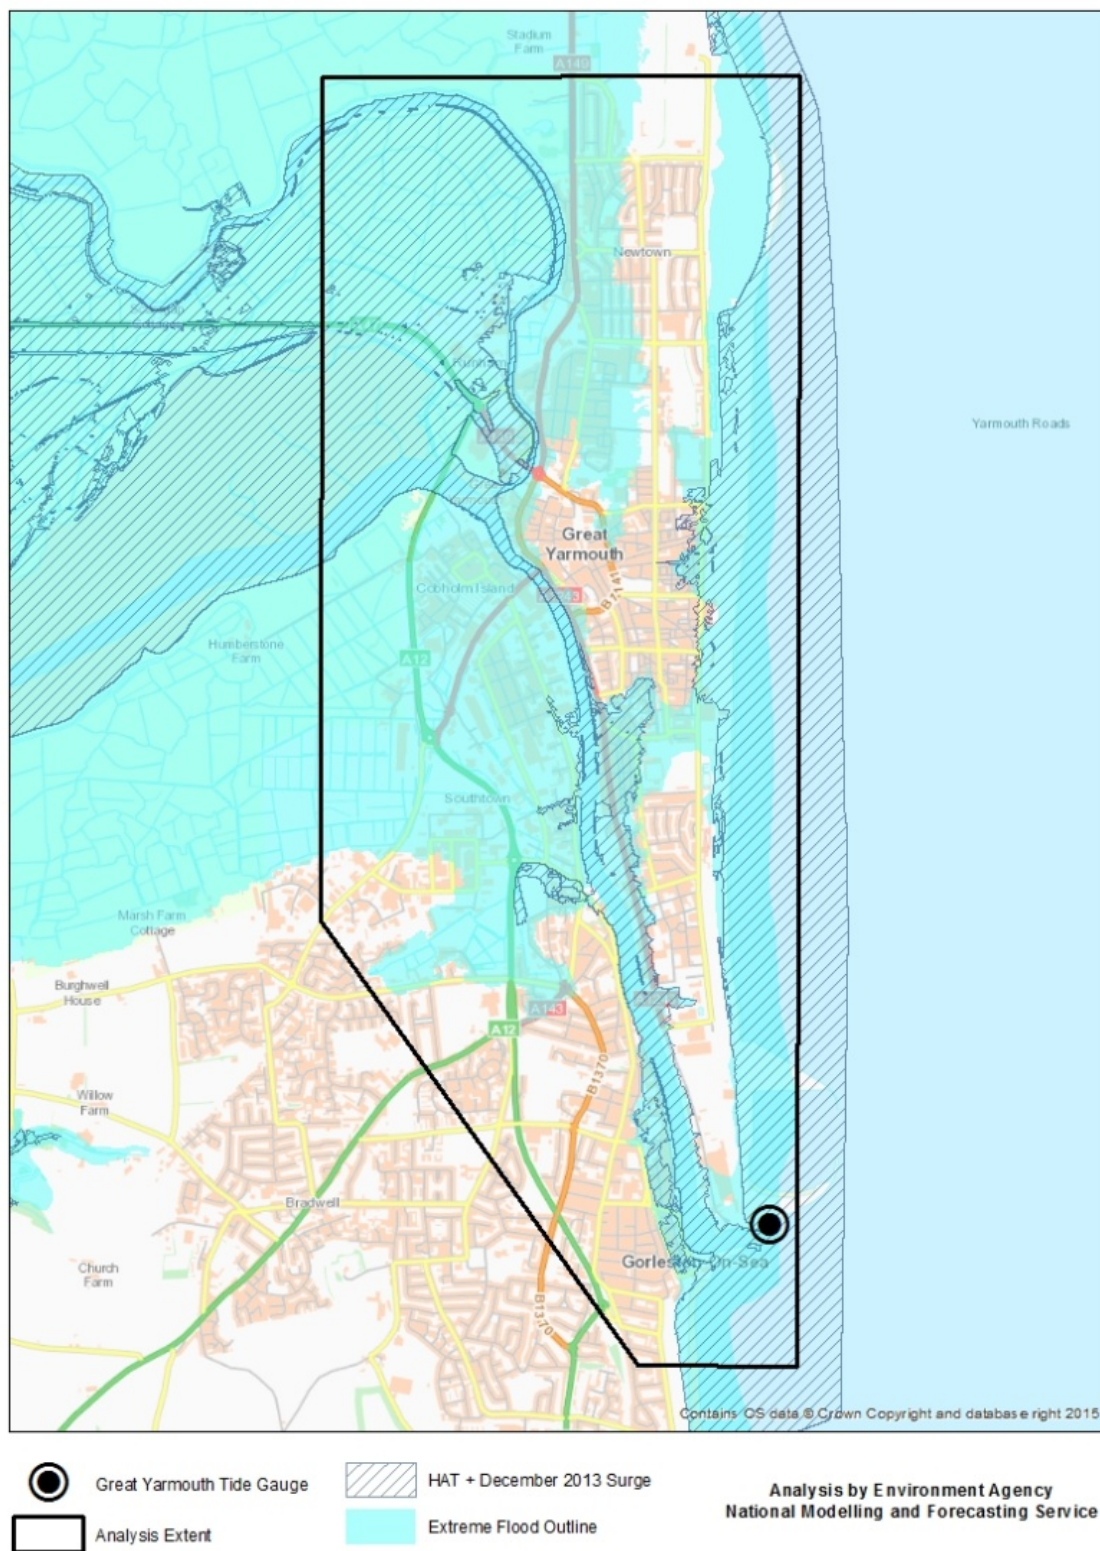 Stadium
Farm
A149
Newtown
Yarmouth Roads
Great
Yarmouth
B1141
Cobholm Island
Humberstone
Farm
A12
Southtown
Marsh Farm
Cottage
Burghwell
House
A143
A12
B1370
Willow
Farm
Bradwell
Church
Farm
Gorleston-On-Sea
B1370
Contains OS data © Crown Copyright and database right 2015
Great Yarmouth Tide Gauge
HAT + December 2013 Surge
Analysis by Environment Agency
National Modelling and Forecasting Service
Analysis Extent
Extreme Flood Outline